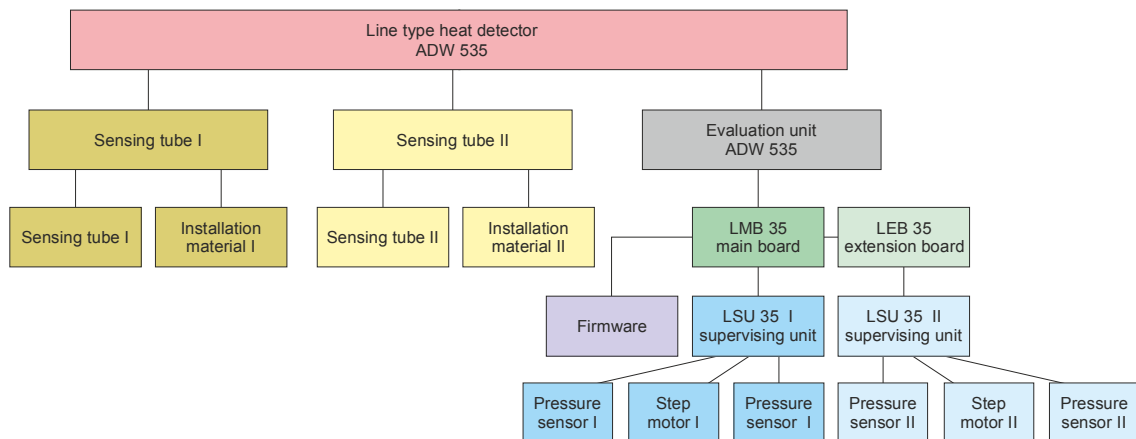 Line type heat detector
ADW 535
Sensing tube I
Sensing tube II
Evaluation unit
ADW 535
Sensing tube I
Installation
material I
Sensing tube II
Installation
material II
LMB 35
main board
LEB 35
extension board
Firmware
LSU 35 I
supervising unit
LSU 35 II
supervising unit
Pressure
sensor I
Step
motor I
Pressure
sensor I
Pressure
sensor II
Step
motor II
Pressure
sensor II